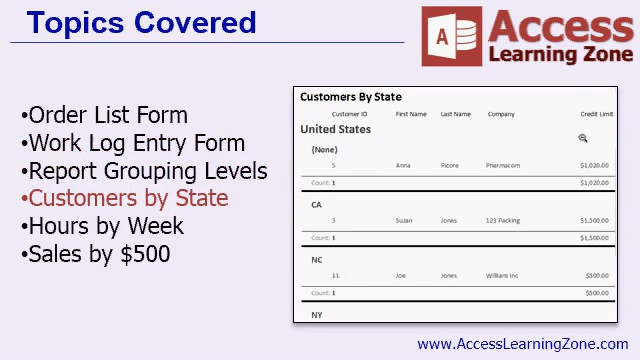 Topics Covered
Access
Learning Zone
•Order List Form
•Work Log Entry Form
•Report Grouping Levels
•Customers by State
•Hours by Week
•Sales by $500
Customers By State
Customer ID First Name Last Name Company Credit Limit
United States
{None}
5 Anna Picore Pharmacom $1,020.00
Count: 1 $1,020.00
CA
3 Suzan Jones 123 Packing $1,500.00
Count: 1 $1,500.00
NC
11 Joe Jones Willians Inc $500.00
Count: 1 $500.00
NY
www.AccessLearningZone.com